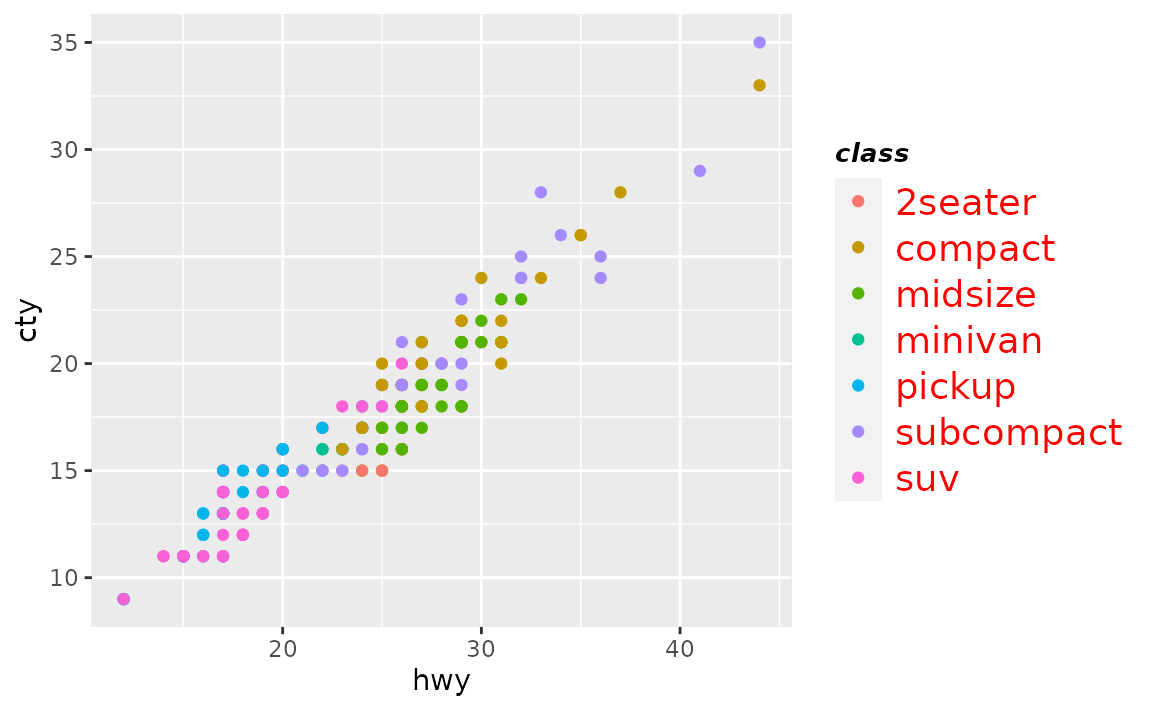 35
30
25
20
15
10
cty
20
30
40
hwy
class
2seater
compact
midsize
minivan
pickup
subcompact
suv